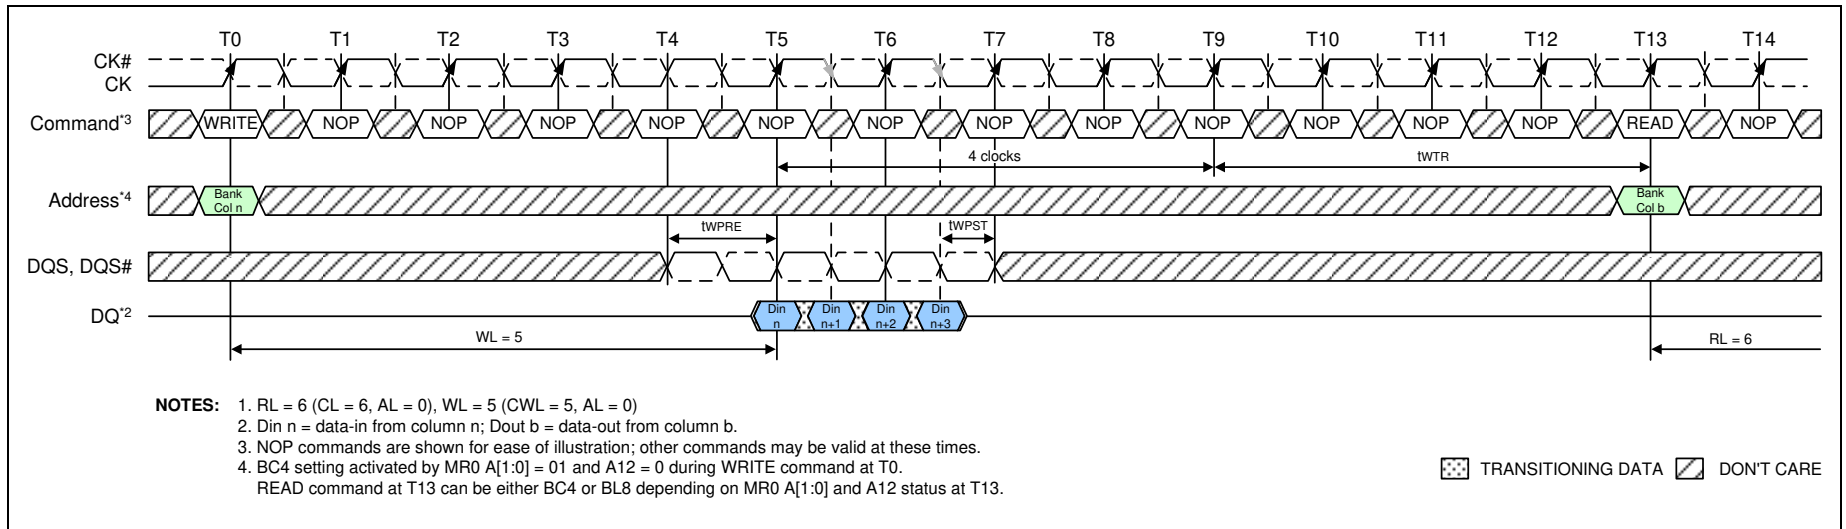 T0 T1 T2 T3 T4 T5 T6 T7 T8 T9 T10 T11 T12 T13 T14
CK#
CK
Command*3 WRITE NOP NOP NOP NOP NOP NOP NOP NOP NOP NOP NOP NOP READ NOP
4 clocks tWTR
Address*4 Bank Col n Bank Col b
tWPRE tWPST
DQS, DQS#
DQ*2 Din n Din n+1 Din n+2 Din n+3
WL = 5 RL = 6
NOTES: 1. RL = 6 (CL = 6, AL = 0), WL = 5 (CWL = 5, AL = 0)
2. Din n = data-in from column n; Dout b = data-out from column b.
3. NOP commands are shown for ease of illustration; other commands may be valid at these times.
4. BC4 setting activated by MR0 A[1:0] = 01 and A12 = 0 during WRITE command at T0.
READ command at T13 can be either BC4 or BL8 depending on MR0 A[1:0] and A12 status at T13.
TRANSITIONING DATA DON'T CARE